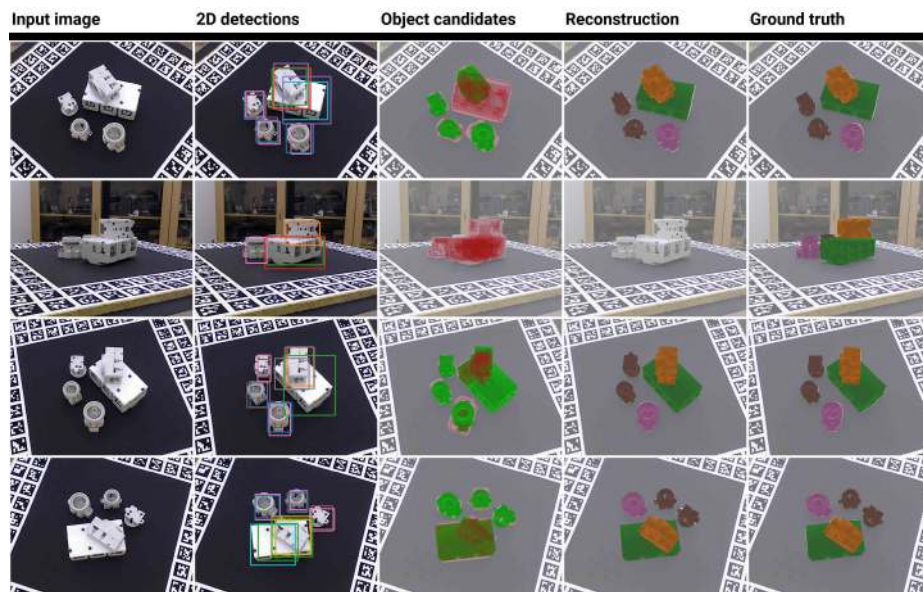 Input image
2D detections
Object candidates
Reconstruction
Ground truth